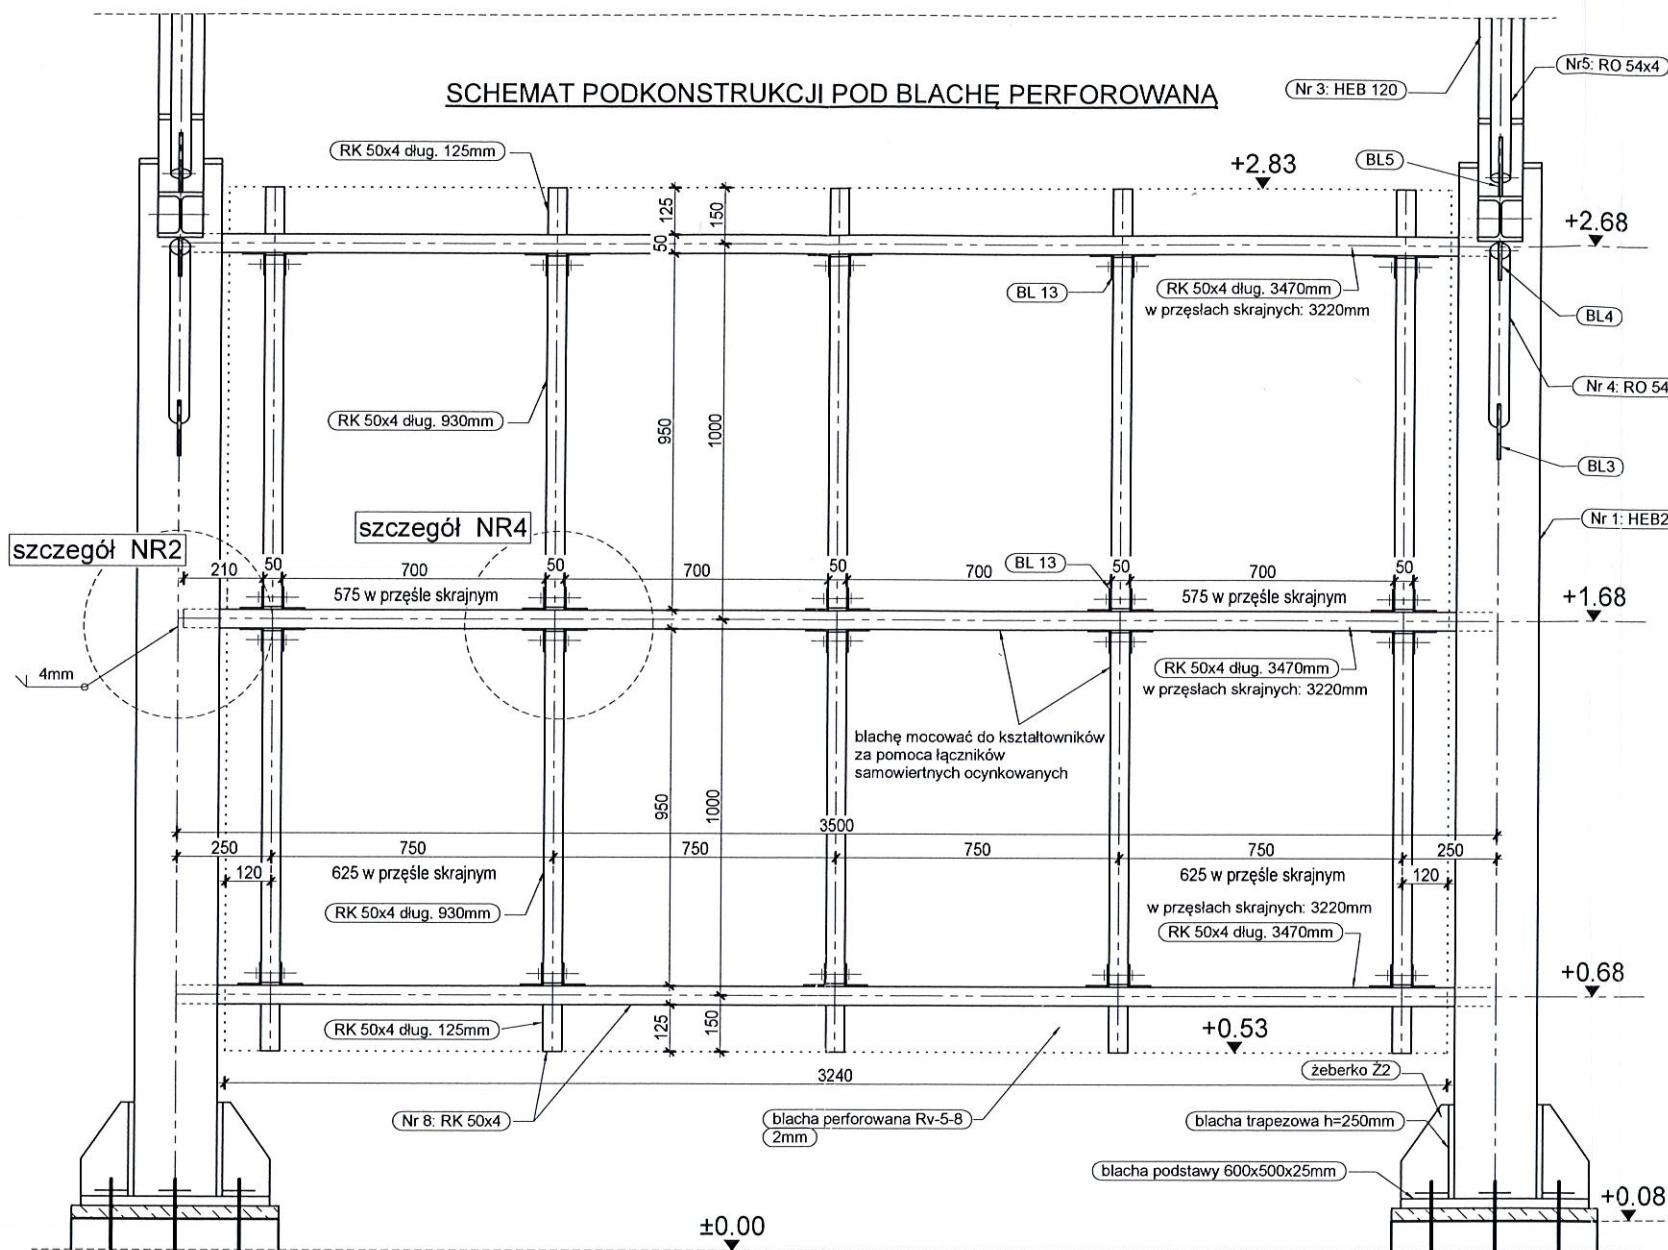 SCHEMAT PODKONSTRUKCJI POD BLACHĘ PERFOROWANĄ
Nr5: RO 54x4
Nr 3: HEB 120
RK 50x4 dług. 125mm
BL5
+2.83
+2.68
125
150
50
BL 13
RK 50x4 dług. 3470mm
w przęsłach skrajnych: 3220mm
BL4
Nr 4: RO 54
RK 50x4 dług. 930mm
950
1000
BL3
Nr 1: HEB2
szczegół NR2
szczegół NR4
BL 13
210
50
700
50
700
50
700
50
700
50
575 w przęśle skrajnym
575 w przęśle skrajnym
+1.68
4mm
RK 50x4 dług. 3470mm
w przęsłach skrajnych: 3220mm
blachę mocować do kształtowników
za pomoca łączników
samowiertnych ocynkowanych
950
1000
3500
250
750
750
750
750
250
120
625 w przęśle skrajnym
625 w przęśle skrajnym
120
RK 50x4 dług. 930mm
w przęsłach skrajnych: 3220mm
RK 50x4 dług. 3470mm
+0.68
RK 50x4 dług. 125mm
125
150
+0.53
3240
żeberko Ż2
Nr 8: RK 50x4
blacha perforowana Rv-5-8
2mm
blacha trapezowa h=250mm
blacha podstawy 600x500x25mm
+0.08
±0.00